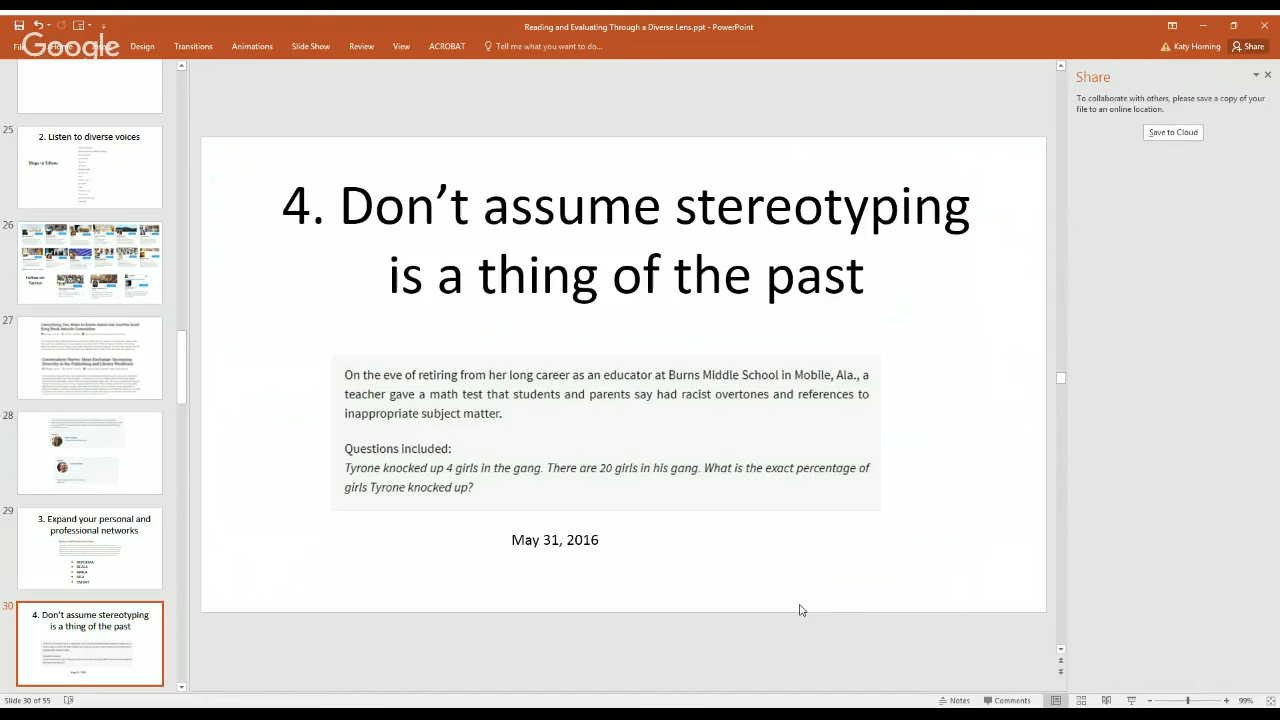 Reading and Evaluating Through a Diverse Lens.ppt - PowerPoint
Google
Design Transitions Animations Slide Show Review View ACROBAT Tell me what you want to do...
Katy Horning Share
25
2. Listen to diverse voices
Blogs to follow:
26
Follow on
Twitter
27
28
29
3. Expand your personal and
professional networks
30
4. Don't assume stereotyping
is a thing of the past
4. Don’t assume stereotyping
is a thing of the past
On the eve of retiring from her long career as an educator at Burns Middle School in Mobile, Ala., a
teacher gave a math test that students and parents say had racist overtones and references to
inappropriate subject matter.
Questions included:
Tyrone knocked up 4 girls in the gang. There are 20 girls in his gang. What is the exact percentage of
girls Tyrone knocked up?
May 31, 2016
Share
To collaborate with others, please save a copy of your
file to an online location.
Save to Cloud
Slide 30 of 55
Notes Comments 99%